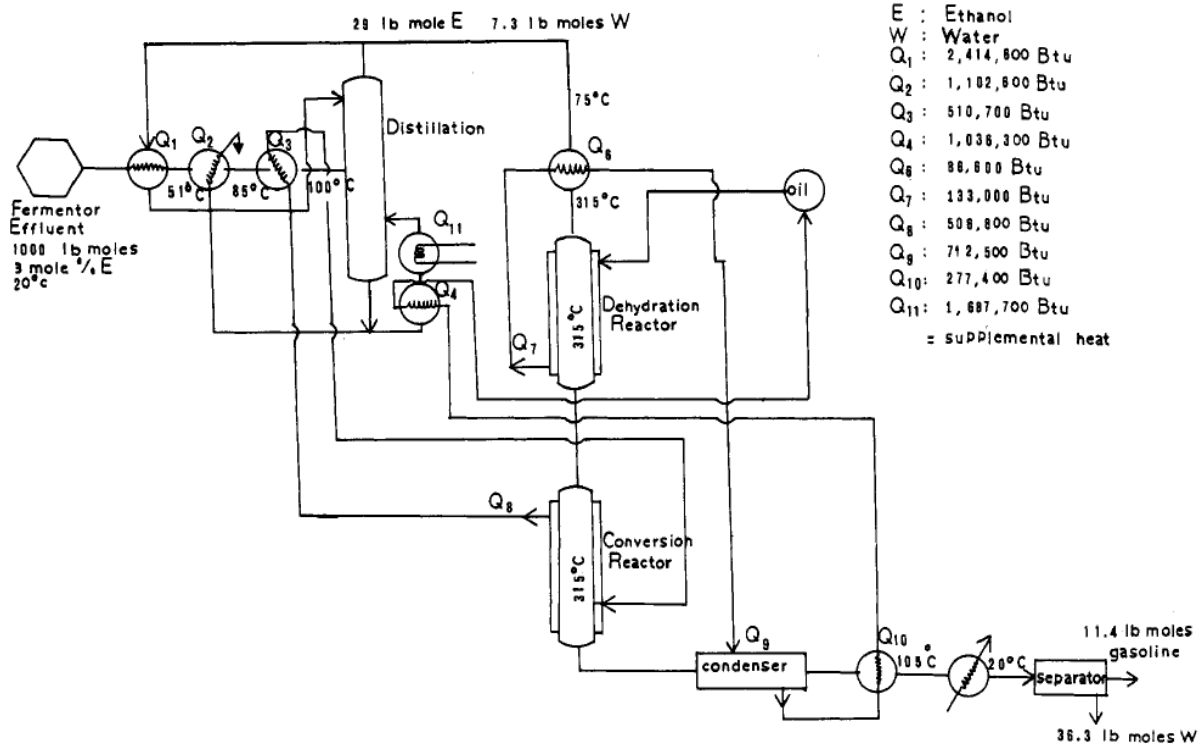 29 lb mole E 7.3 lb moles W
E : Ethanol
W : Water
Q1 : 2,414,600 Btu
Q2 : 1,102,600 Btu
Q3 : 510,700 Btu
Q4 : 1,036,300 Btu
Q6 : 86,600 Btu
Q7 : 133,000 Btu
Q8 : 508,800 Btu
Q9 : 712,500 Btu
Q10 : 277,400 Btu
Q11 : 1,687,700 Btu
= supplemental heat
75°C
Distillation
Q1 Q2 Q3
Q6
51°C 85°C 100°C
315°C
oil
Fermentor
Effluent
1000 lb moles
3 mole % E
20°c
Q11
Q4
Dehydration
Reactor
315°C
Q7
Q8
Conversion
Reactor
315°C
Q9
condenser
Q10
105°C
20°C
separator
11.4 lb moles
gasoline
36.3 lb moles W